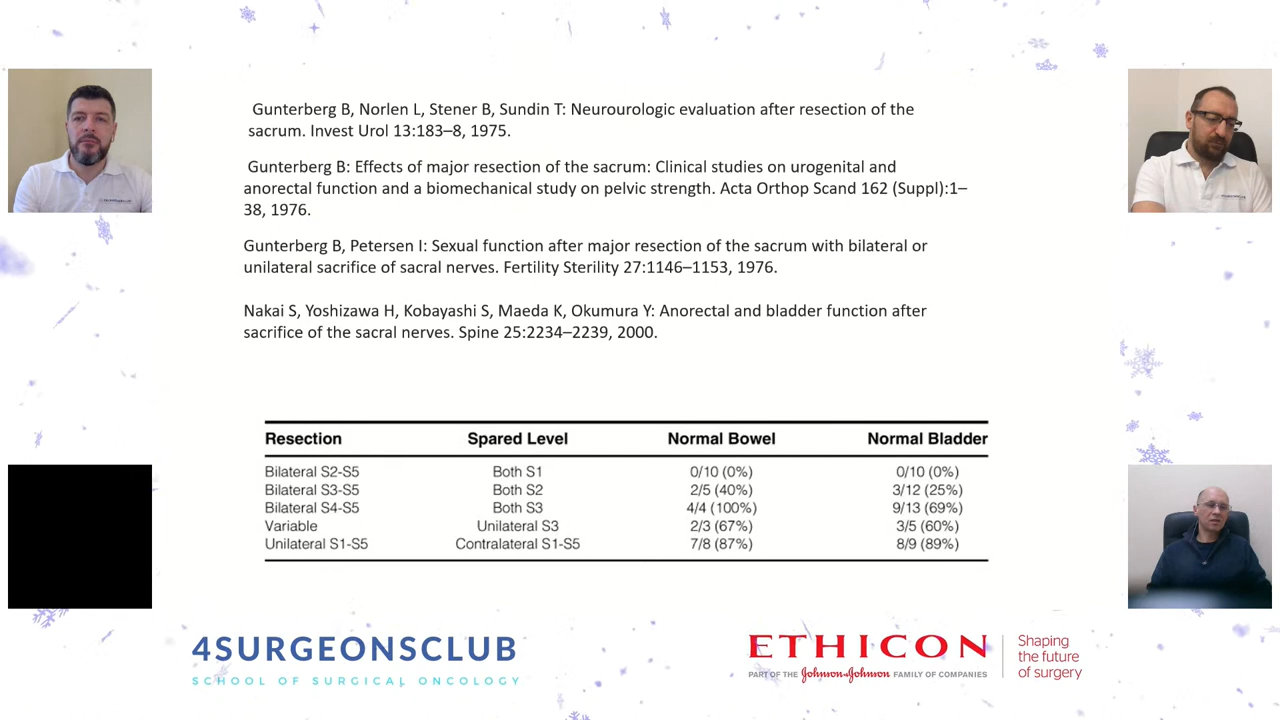 Gunterberg B, Norlen L, Stener B, Sundin T: Neurourologic evaluation after resection of the
sacrum. Invest Urol 13:183–8, 1975.
Gunterberg B: Effects of major resection of the sacrum: Clinical studies on urogenital and
anorectal function and a biomechanical study on pelvic strength. Acta Orthop Scand 162 (Suppl):1–
38, 1976.
Gunterberg B, Petersen I: Sexual function after major resection of the sacrum with bilateral or
unilateral sacrifice of sacral nerves. Fertility Sterility 27:1146–1153, 1976.
Nakai S, Yoshizawa H, Kobayashi S, Maeda K, Okumura Y: Anorectal and bladder function after
sacrifice of the sacral nerves. Spine 25:2234–2239, 2000.
Resection Spared Level Normal Bowel Normal Bladder
Bilateral S2-S5 Both S1 0/10 (0%) 0/10 (0%)
Bilateral S3-S5 Both S2 2/5 (40%) 3/12 (25%)
Bilateral S4-S5 Both S3 4/4 (100%) 9/13 (69%)
Variable Unilateral S3 2/3 (67%) 3/5 (60%)
Unilateral S1-S5 Contralateral S1-S5 7/8 (87%) 8/9 (89%)
4SURGEONSCLUB
SCHOOL OF SURGICAL ONCOLOGY
ETHICON
PART OF THE Johnson&Johnson FAMILY OF COMPANIES
Shaping
the future
of surgery